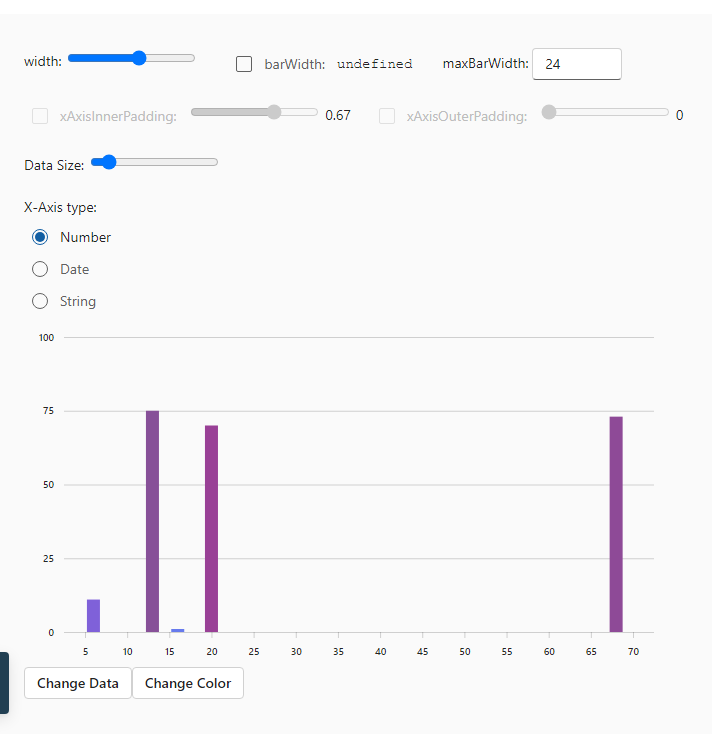 width: barWidth: undefined maxBarWidth: 24
xAxisInnerPadding: 0.67 xAxisOuterPadding: 0
Data Size:
X-Axis type:
Number
Date
String
100
75
50
25
0
5 10 15 20 25 30 35 40 45 50 55 60 65 70
Change Data Change Color